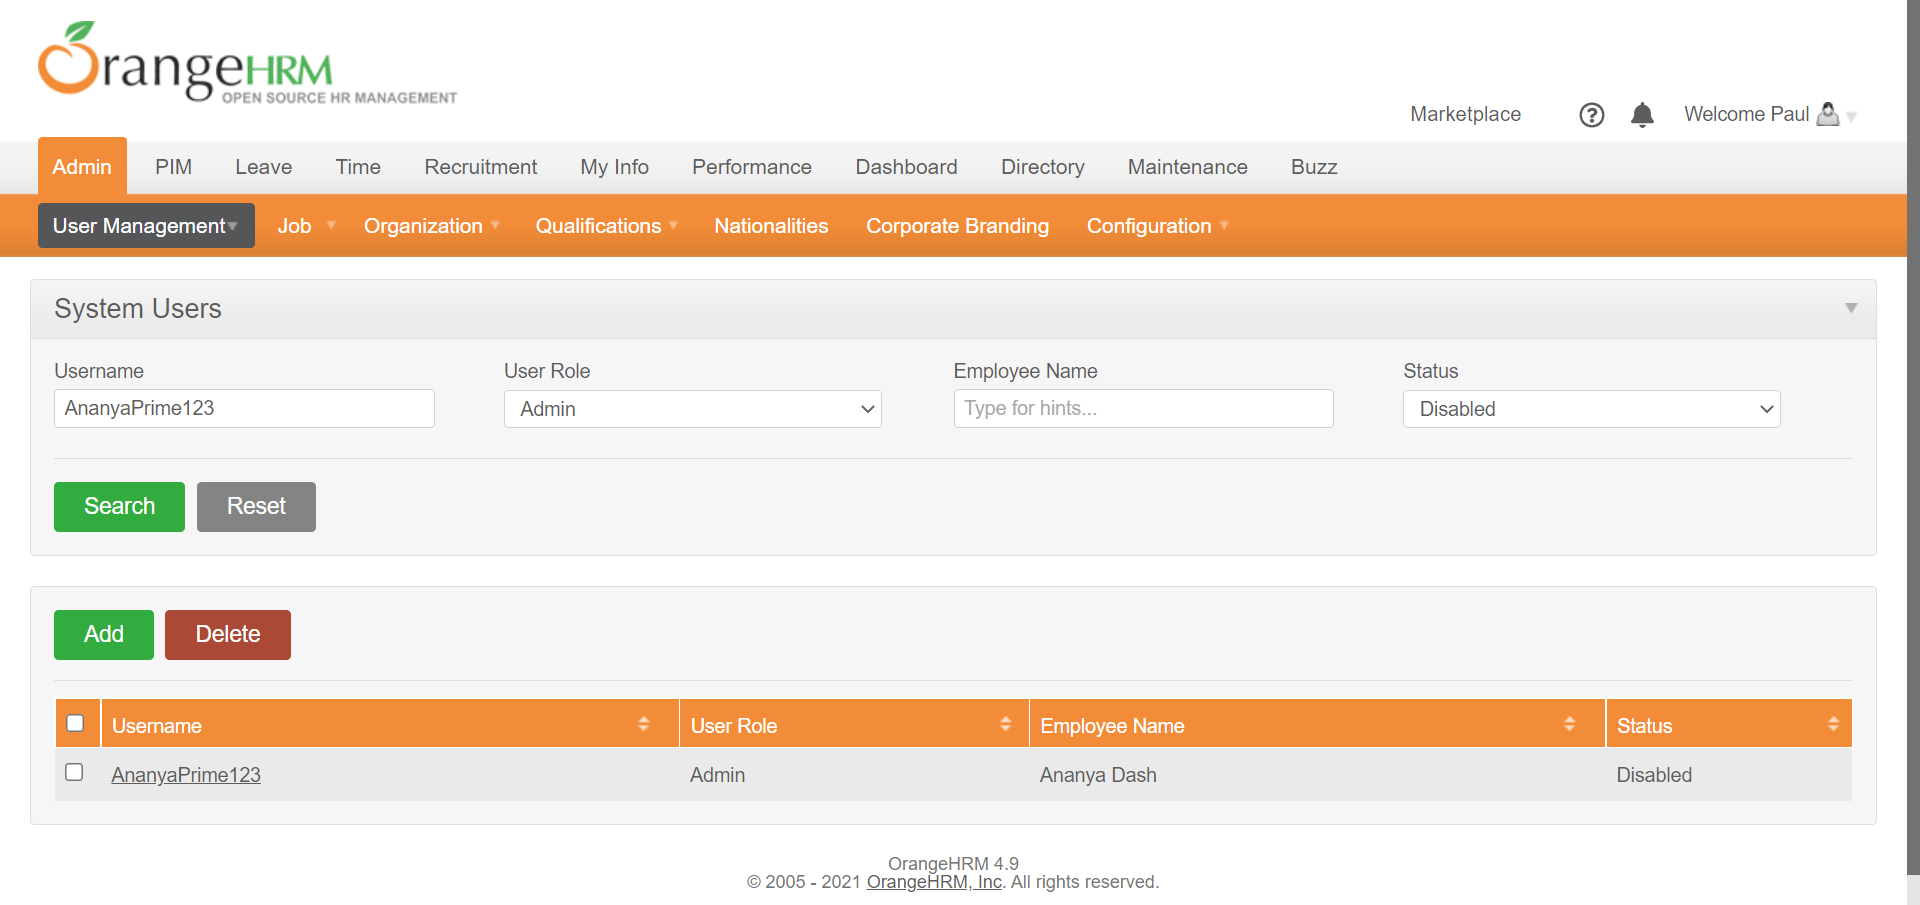 OrangeHRM
OPEN SOURCE HR MANAGEMENT
Marketplace
Welcome Paul
Admin PIM Leave Time Recruitment My Info Performance Dashboard Directory Maintenance Buzz
User Management Job Organization Qualifications Nationalities Corporate Branding Configuration
System Users
Username User Role Employee Name Status
AnanyaPrime123 Admin Type for hints... Disabled
Search Reset
Add Delete
Username User Role Employee Name Status
AnanyaPrime123 Admin Ananya Dash Disabled
OrangeHRM 4.9
© 2005 - 2021 OrangeHRM, Inc. All rights reserved.